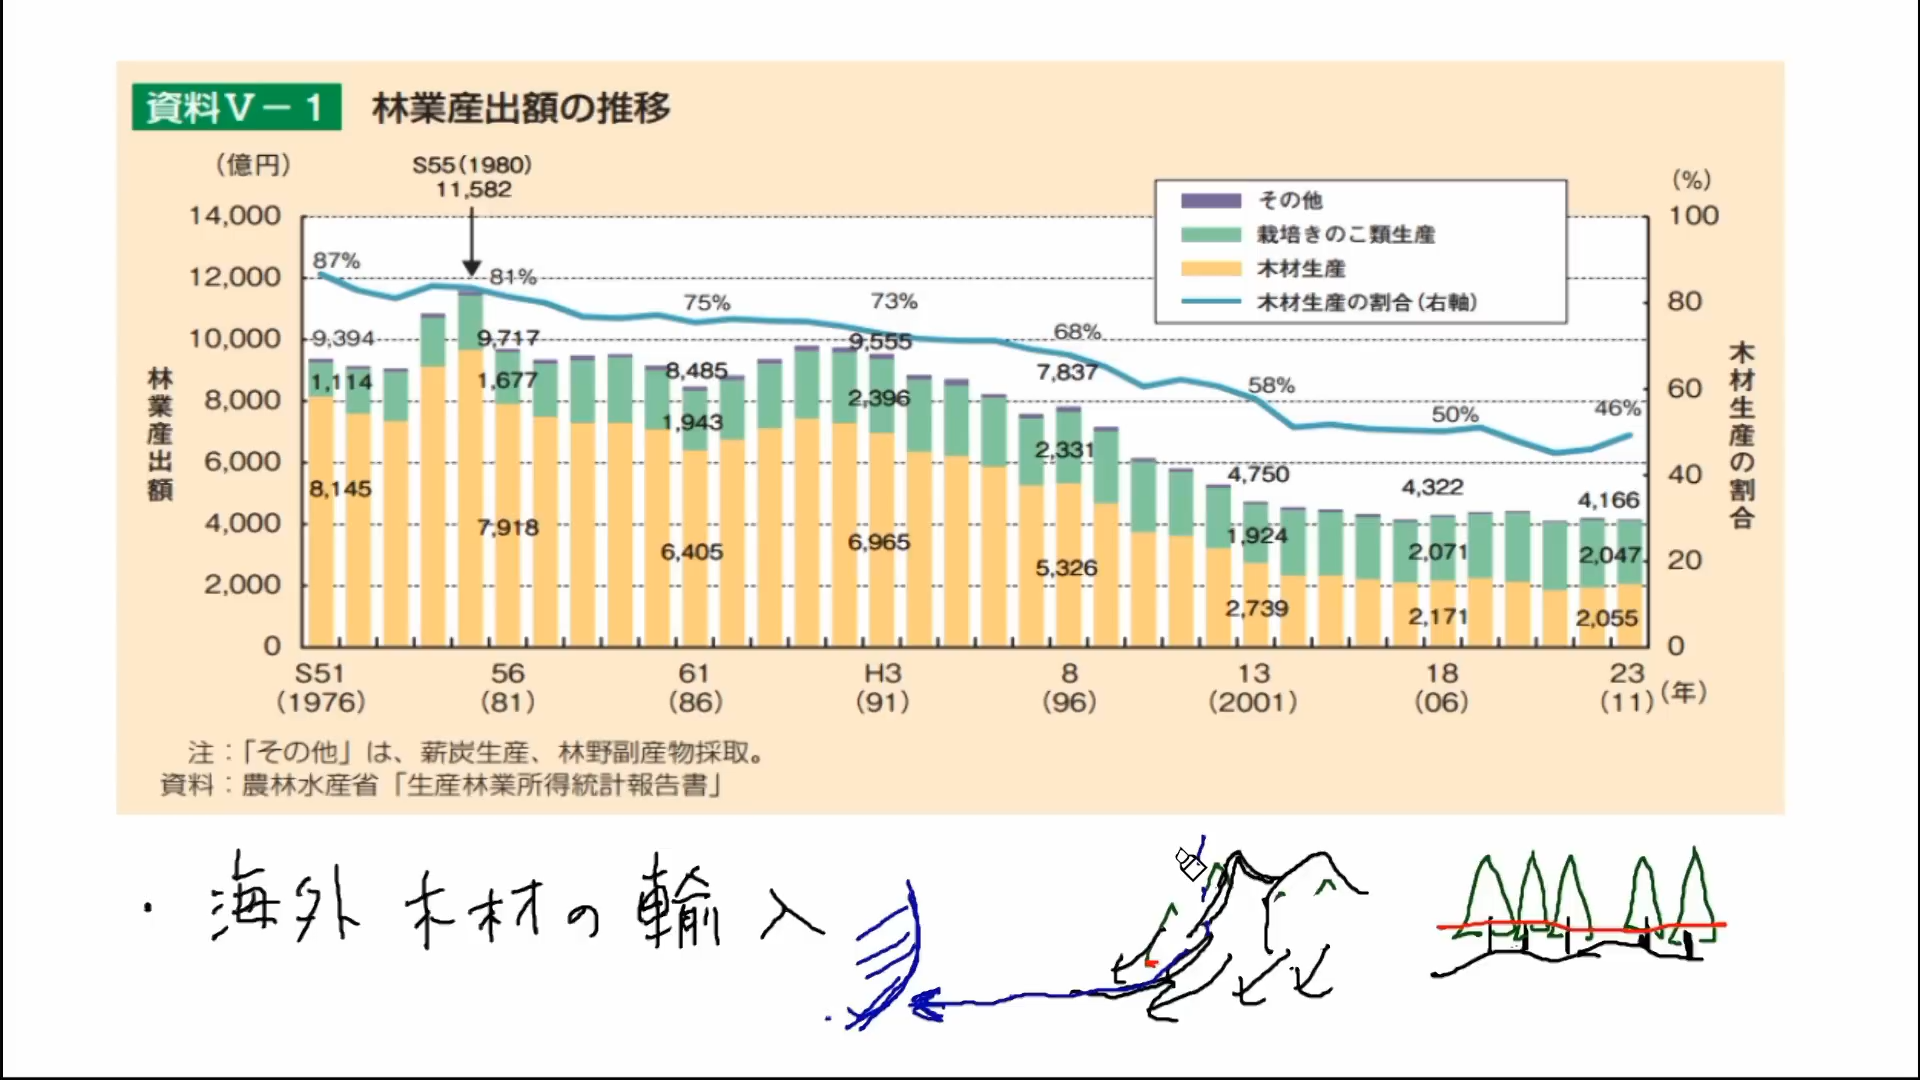 資料Ⅴ－1 林業産出額の推移
（億円）
S55（1980）
11,582
（%）
その他
栽培きのこ類生産
木材生産
木材生産の割合（右軸）
14,000
12,000
10,000
8,000
6,000
4,000
2,000
0
100
80
60
40
20
0
林業産出額
木材生産の割合
87% 81% 75% 73% 68% 58% 50% 46%
9,394 9,717 8,485 9,555 7,837 4,750 4,322 4,166
1,114 1,677 1,943 2,396 2,331 1,924 2,071 2,047
8,145 7,918 6,405 6,965 5,326 2,739 2,171 2,055
S51 56 61 H3 8 13 18 23
（1976） （81） （86） （91） （96） （2001） （06） （11） （年）
注：「その他」は、薪炭生産、林野副産物採取。
資料：農林水産省「生産林業所得統計報告書」
・海外木材の輸入